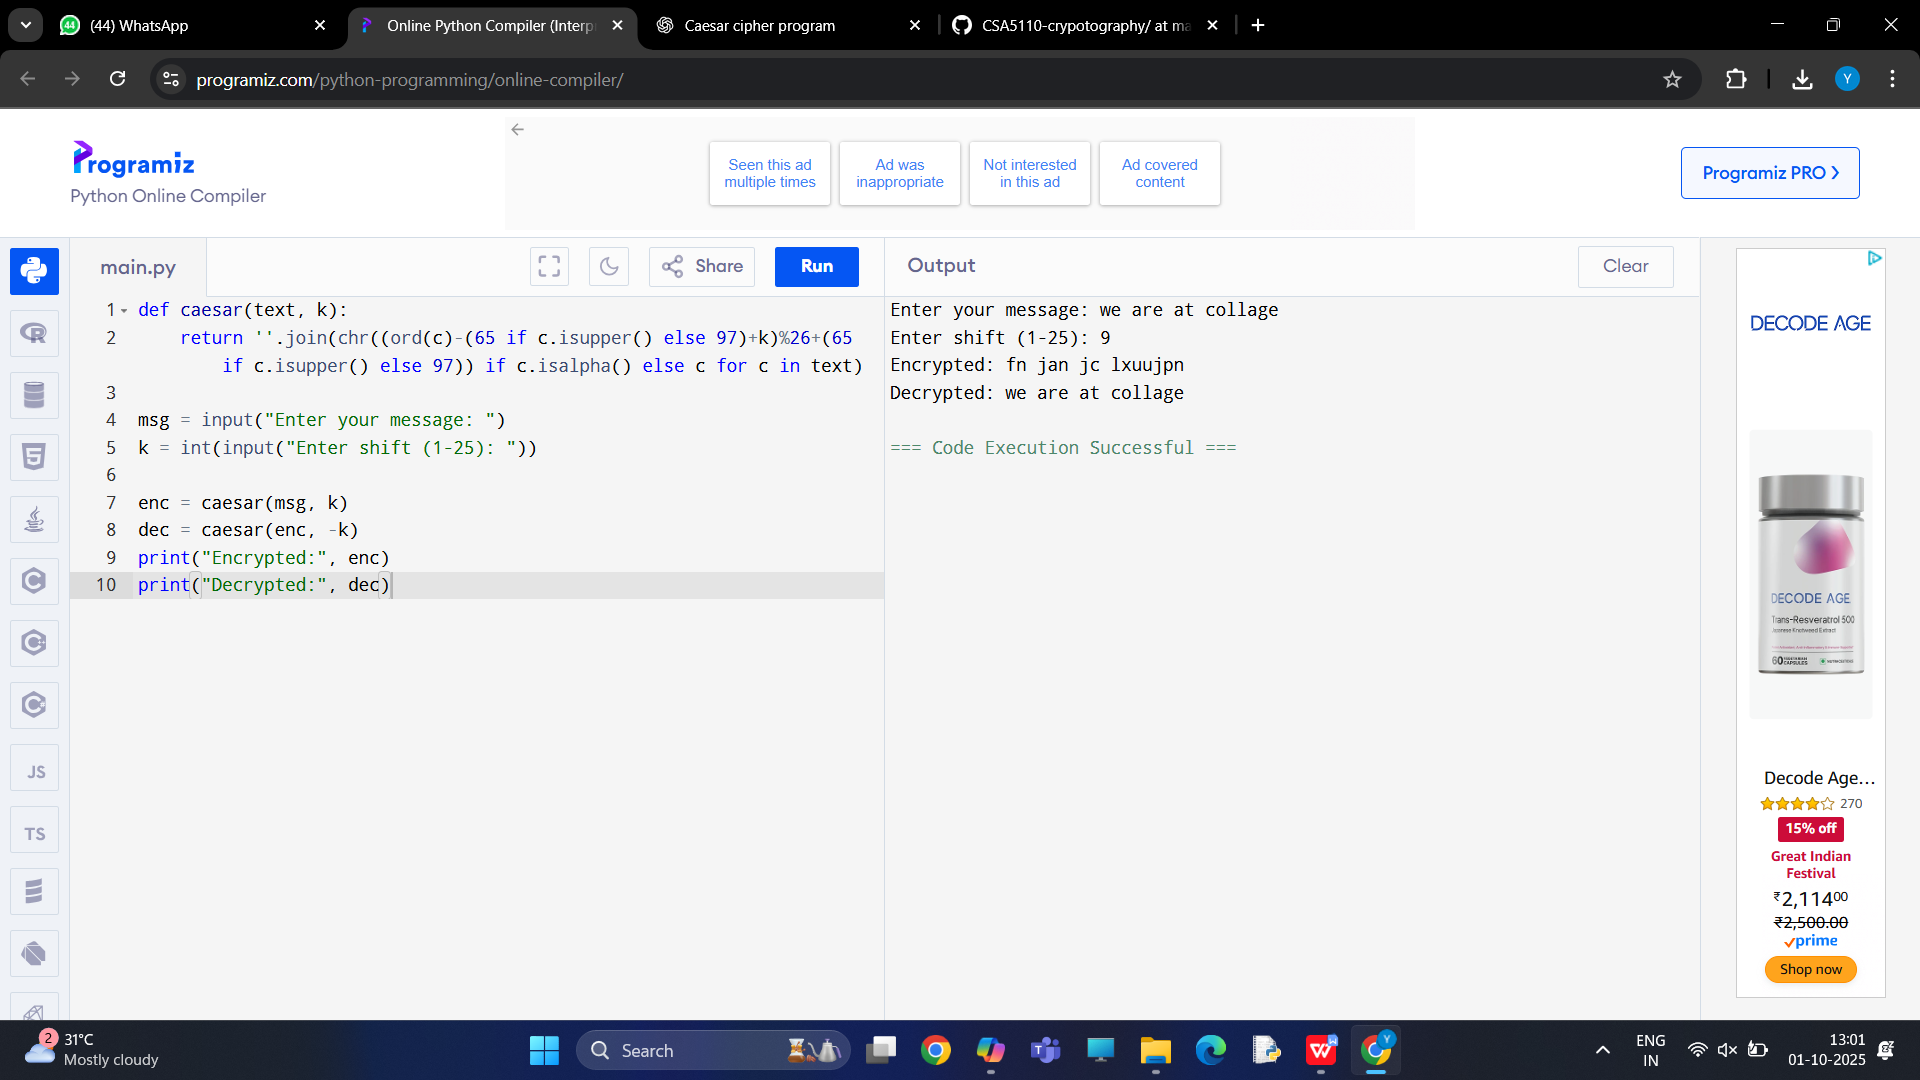 (44) WhatsApp
Online Python Compiler (Interp
Caesar cipher program
CSA5110-crypotography/ at ma
programiz.com/python-programming/online-compiler/
Y
Programiz
Python Online Compiler
Seen this ad
multiple times
Ad was
inappropriate
Not interested
in this ad
Ad covered
content
Programiz PRO
main.py
Share
Run
Output
Clear
1 def caesar(text, k):
2 return ''.join(chr((ord(c)-(65 if c.isupper() else 97)+k)%26+(65
if c.isupper() else 97)) if c.isalpha() else c for c in text)
3
4 msg = input("Enter your message: ")
5 k = int(input("Enter shift (1-25): "))
6
7 enc = caesar(msg, k)
8 dec = caesar(enc, -k)
9 print("Encrypted:", enc)
10 print("Decrypted:", dec)
Enter your message: we are at collage
Enter shift (1-25): 9
Encrypted: fn jan jc lxuujpn
Decrypted: we are at collage
=== Code Execution Successful ===
JS
TS
DECODE AGE
DECODE AGE
Trans-Resveratrol 500
Japanese Knotweed Extract
60 VEGETARIAN
CAPSULES
Decode Age...
270
15% off
Great Indian
Festival
₹2,11400
₹2,500.00
prime
Shop now
2
31°C
Mostly cloudy
Search
ENG
IN
13:01
01-10-2025